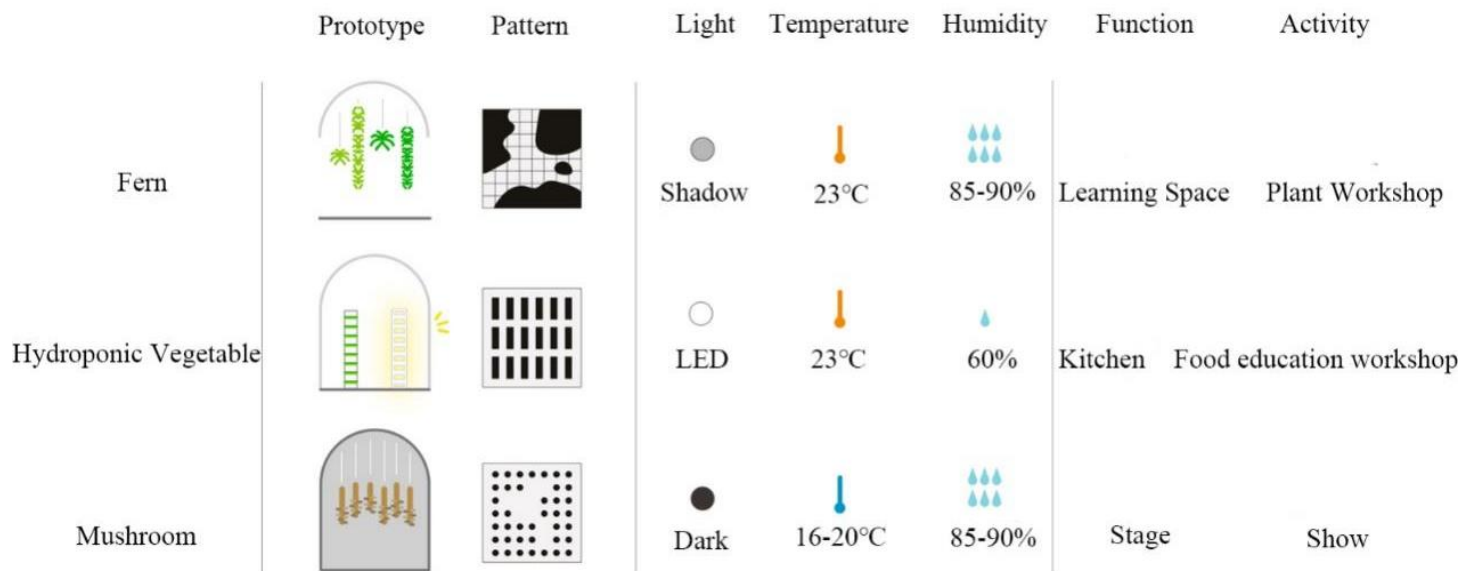 Prototype Pattern Light Temperature Humidity Function Activity
Fern Shadow 23℃ 85-90% Learning Space Plant Workshop
Hydroponic Vegetable LED 23℃ 60% Kitchen Food education workshop
Mushroom Dark 16-20℃ 85-90% Stage Show